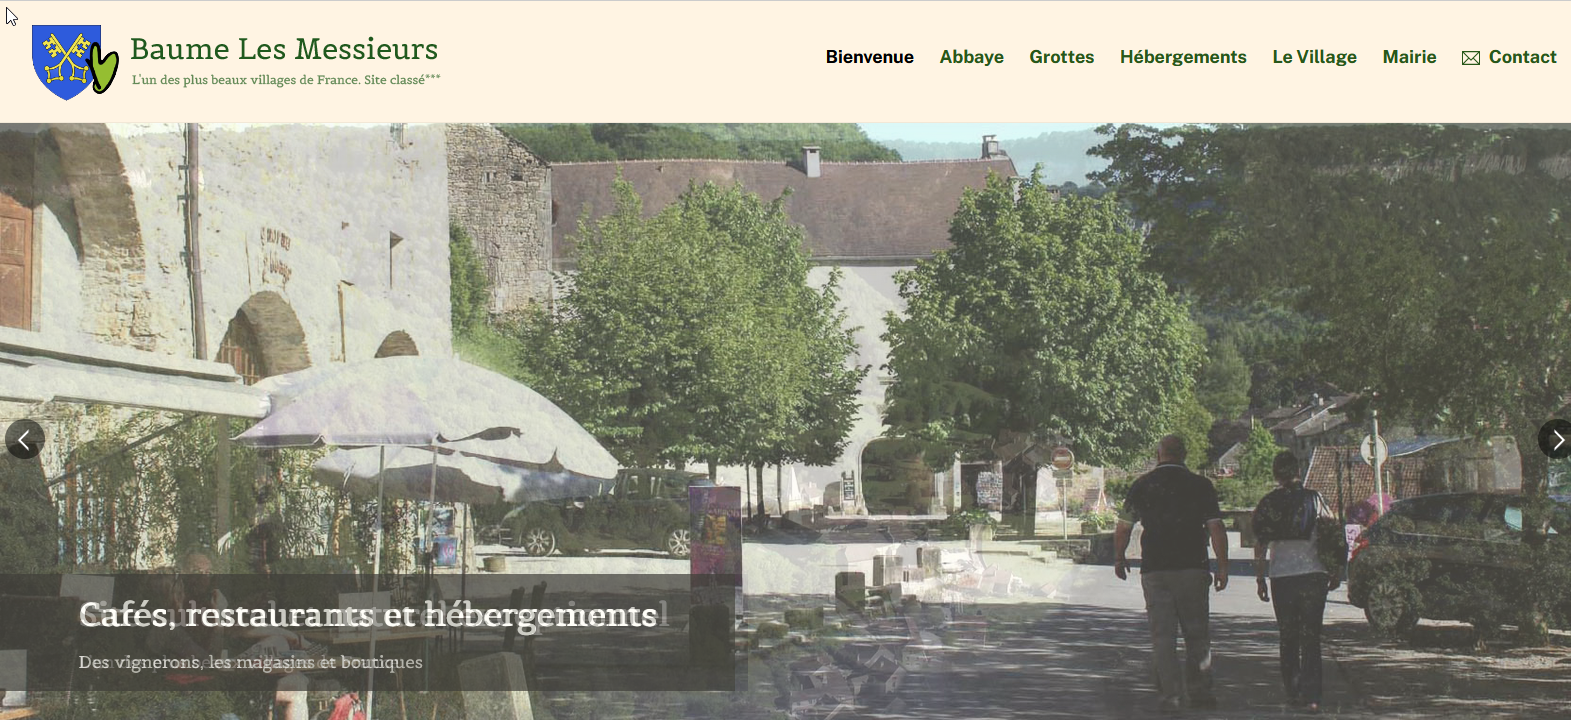 Baume Les Messieurs
L'un des plus beaux villages de France. Site classé***
Bienvenue Abbaye Grottes Hébergements Le Village Mairie Contact
Cafés, restaurants et hébergements
Des vignerons, les magasins et boutiques